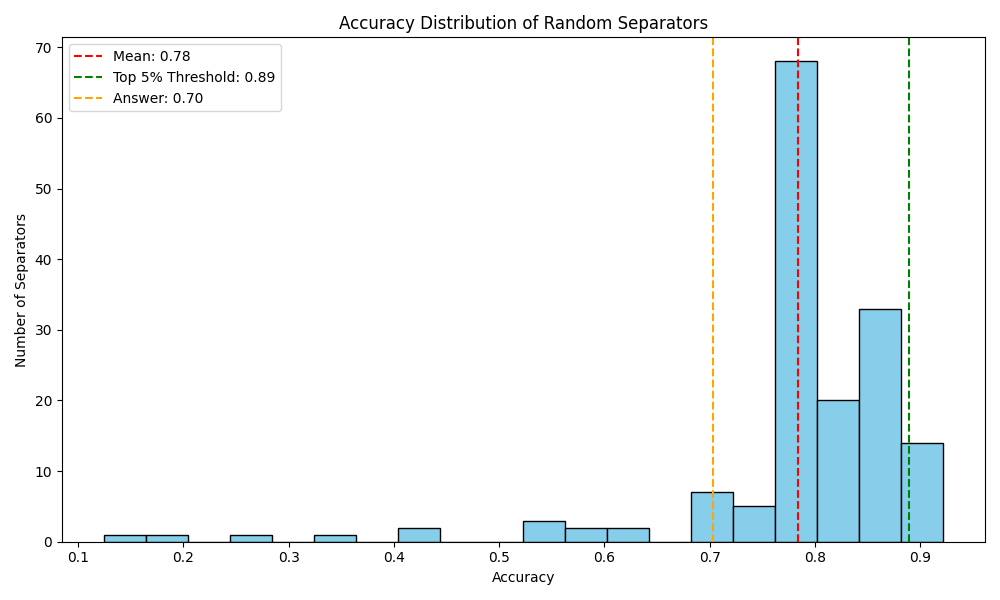 Accuracy Distribution of Random Separators
Mean: 0.78
Top 5% Threshold: 0.89
Answer: 0.70
Number of Separators
70
60
50
40
30
20
10
0
0.1 0.2 0.3 0.4 0.5 0.6 0.7 0.8 0.9
Accuracy